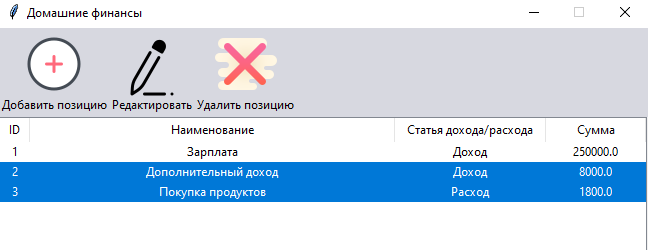 Домашние финансы
Добавить позицию Редактировать Удалить позицию
ID Наименование Статья дохода/расхода Сумма
1 Зарплата Доход 250000.0
2 Дополнительный доход Доход 8000.0
3 Покупка продуктов Расход 1800.0